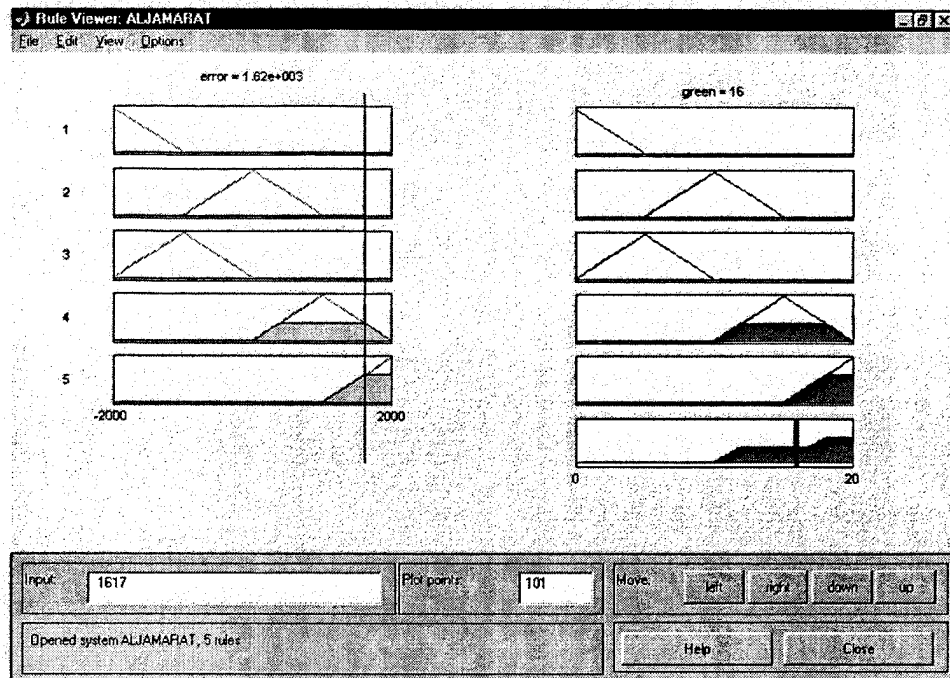 Rule Viewer: ALJAMARAT
File Edit View Options
error = 1.62e+003
green = 16
1
2
3
4
5
-2000
2000
0
20
Input:
1617
Plot points:
101
Move:
left
right
down
up
Opened system ALJAMARAT, 5 rules
Help
Close